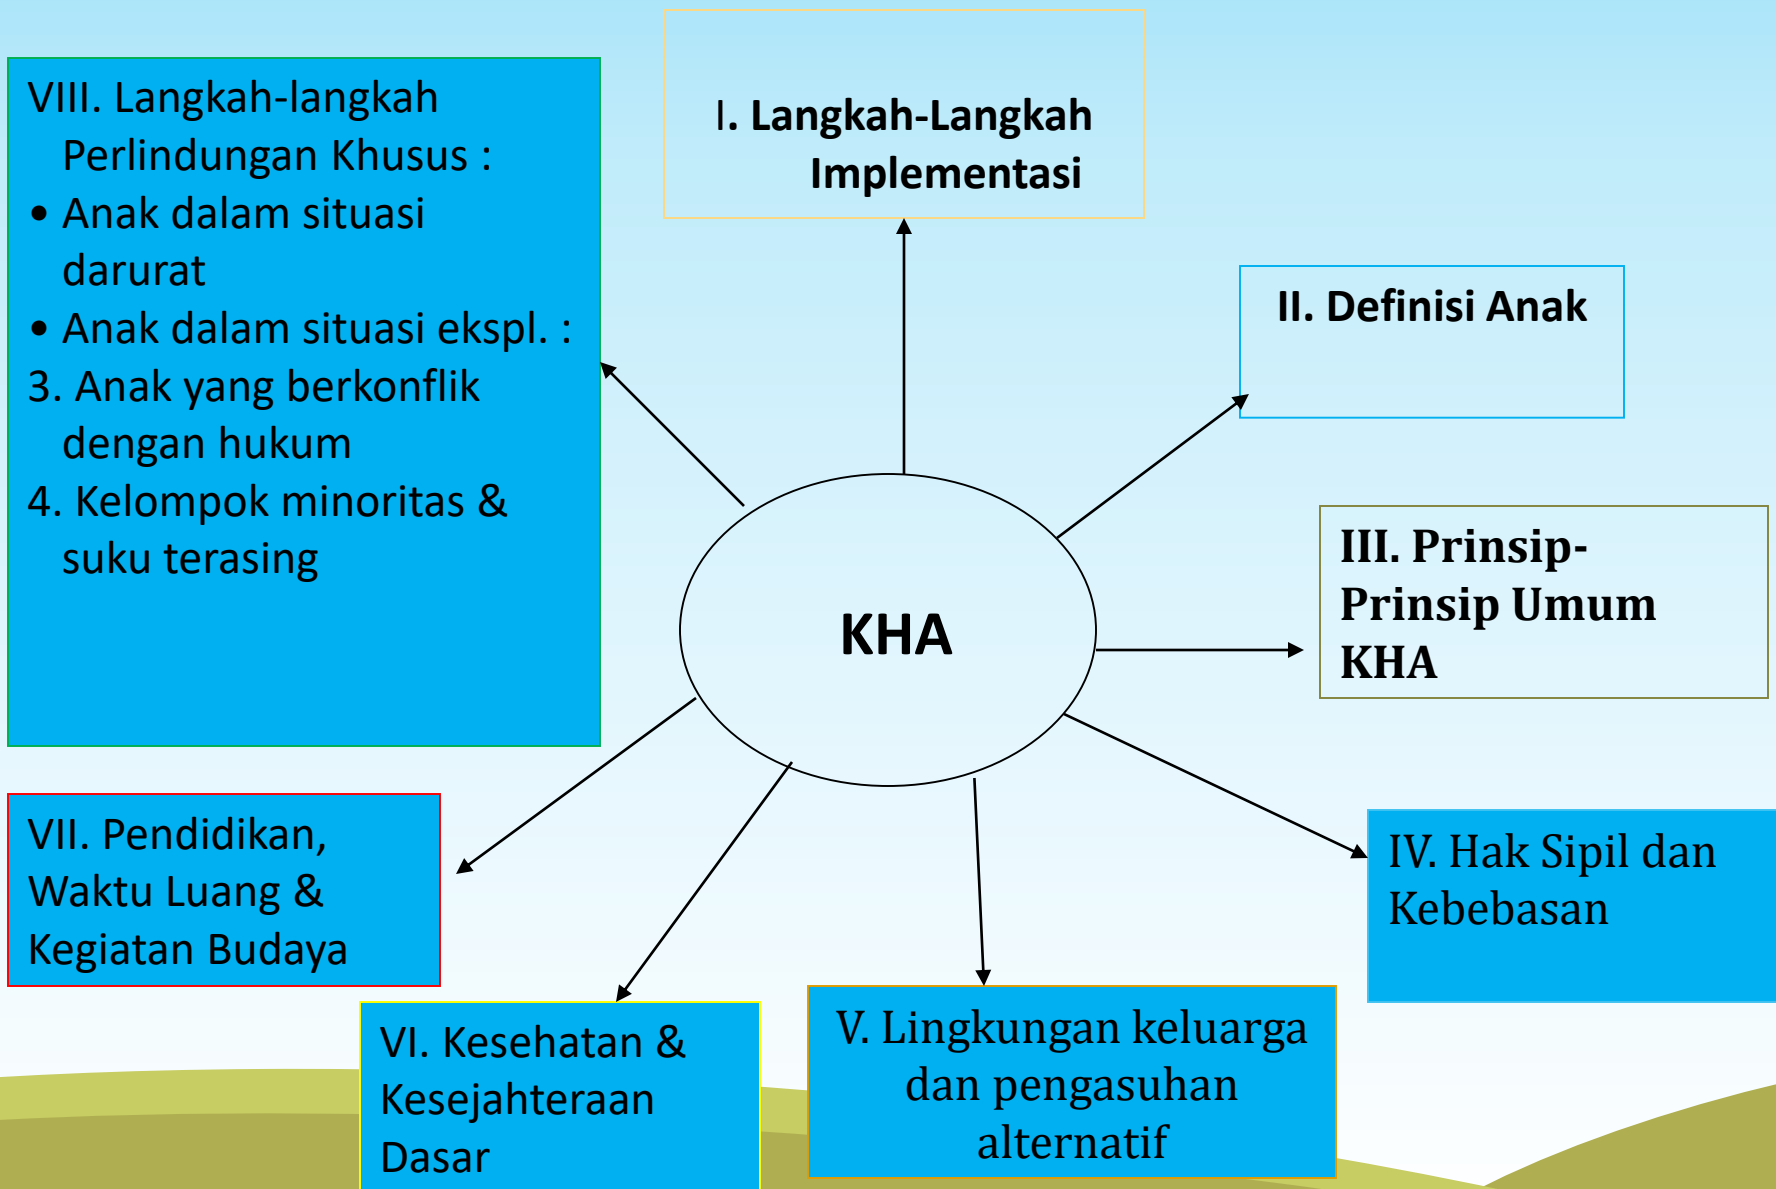 I. Langkah-Langkah
Implementasi
II. Definisi Anak
III. Prinsip-
Prinsip Umum
KHA
IV. Hak Sipil dan
Kebebasan
V. Lingkungan keluarga
dan pengasuhan
alternatif
VI. Kesehatan &
Kesejahteraan
Dasar
VII. Pendidikan,
Waktu Luang &
Kegiatan Budaya
VIII. Langkah-langkah
Perlindungan Khusus :
• Anak dalam situasi
darurat
• Anak dalam situasi ekspl. :
3. Anak yang berkonflik
dengan hukum
4. Kelompok minoritas &
suku terasing
KHA